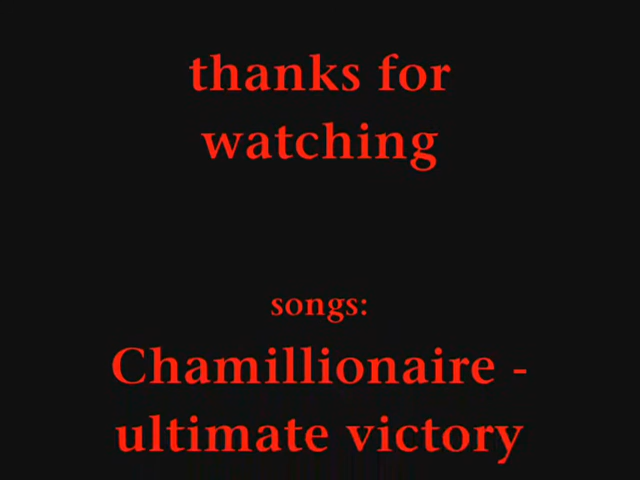 thanks for
watching
songs:
Chamillionaire -
ultimate victory